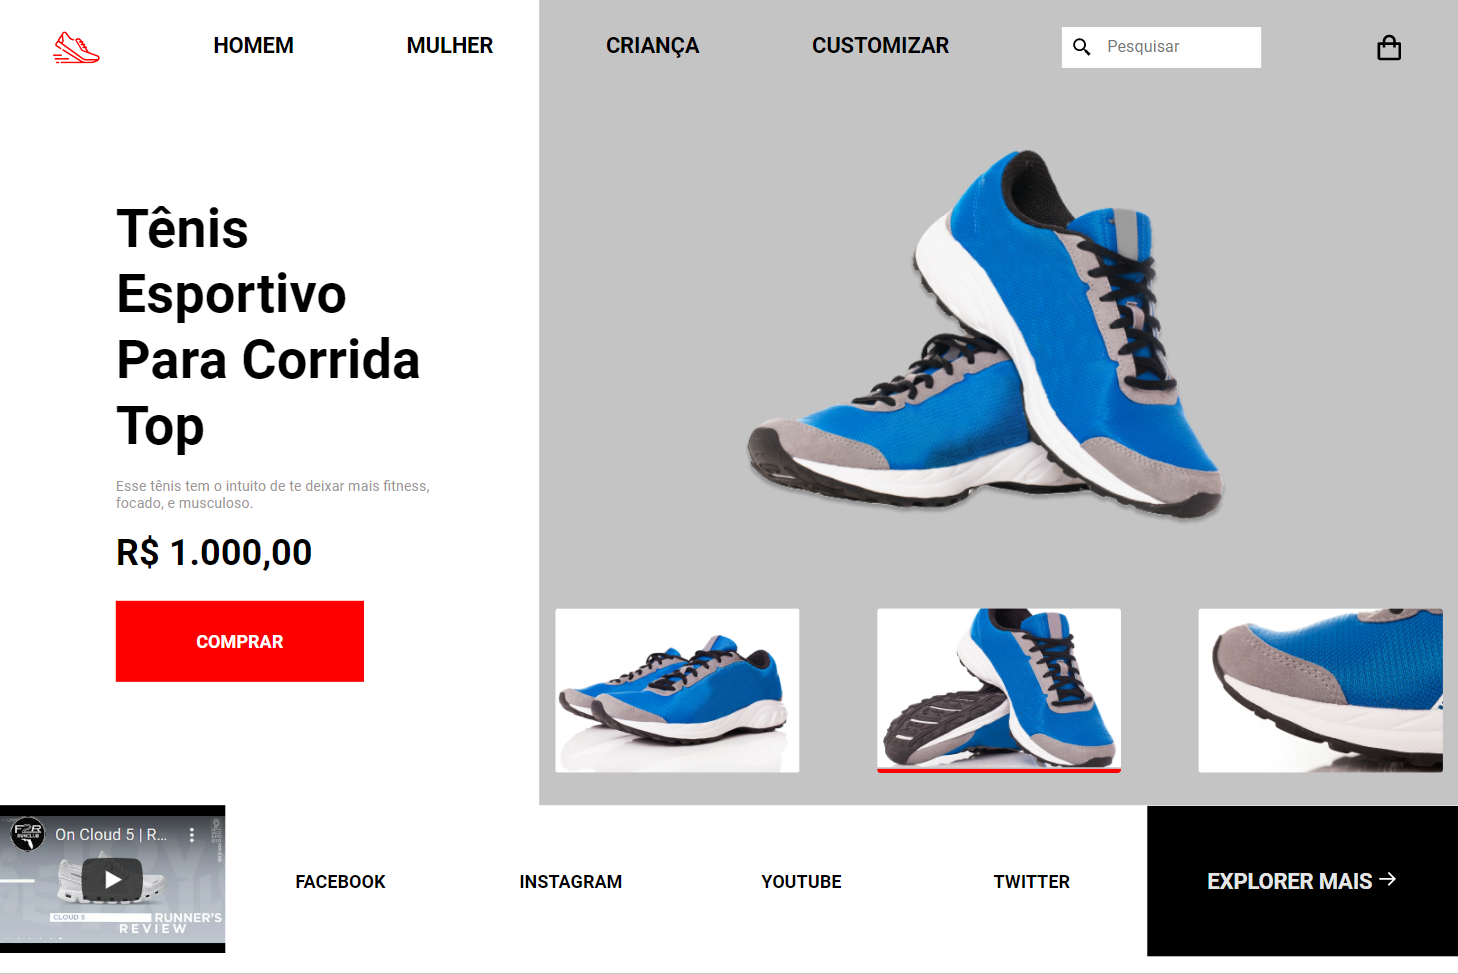 HOMEM
MULHER
CRIANÇA
CUSTOMIZAR
Pesquisar
Tênis
Esportivo
Para Corrida
Top
Esse tênis tem o intuito de te deixar mais fitness,
focado, e musculoso.
R$ 1.000,00
COMPRAR
F2R
RUNCLUB
On Cloud 5 | R...
CLOUD 5
RUNNER'S
REVIEW
FACEBOOK
INSTAGRAM
YOUTUBE
TWITTER
EXPLORER MAIS